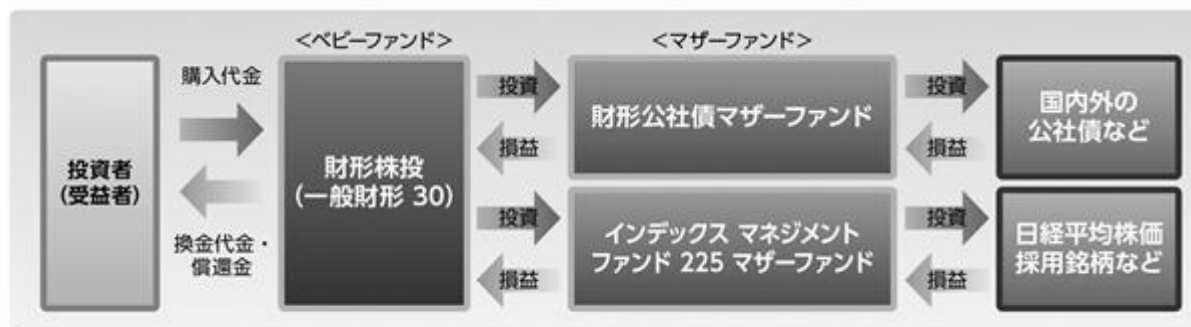 <ベビーファンド>
<マザーファンド>
投資者
(受益者)
購入代金
換金代金・
償還金
財形株投
(一般財形 30)
投資
損益
投資
損益
財形公社債マザーファンド
インデックス マネジメント
ファンド 225 マザーファンド
投資
損益
投資
損益
国内外の
公社債など
日経平均株価
採用銘柄など